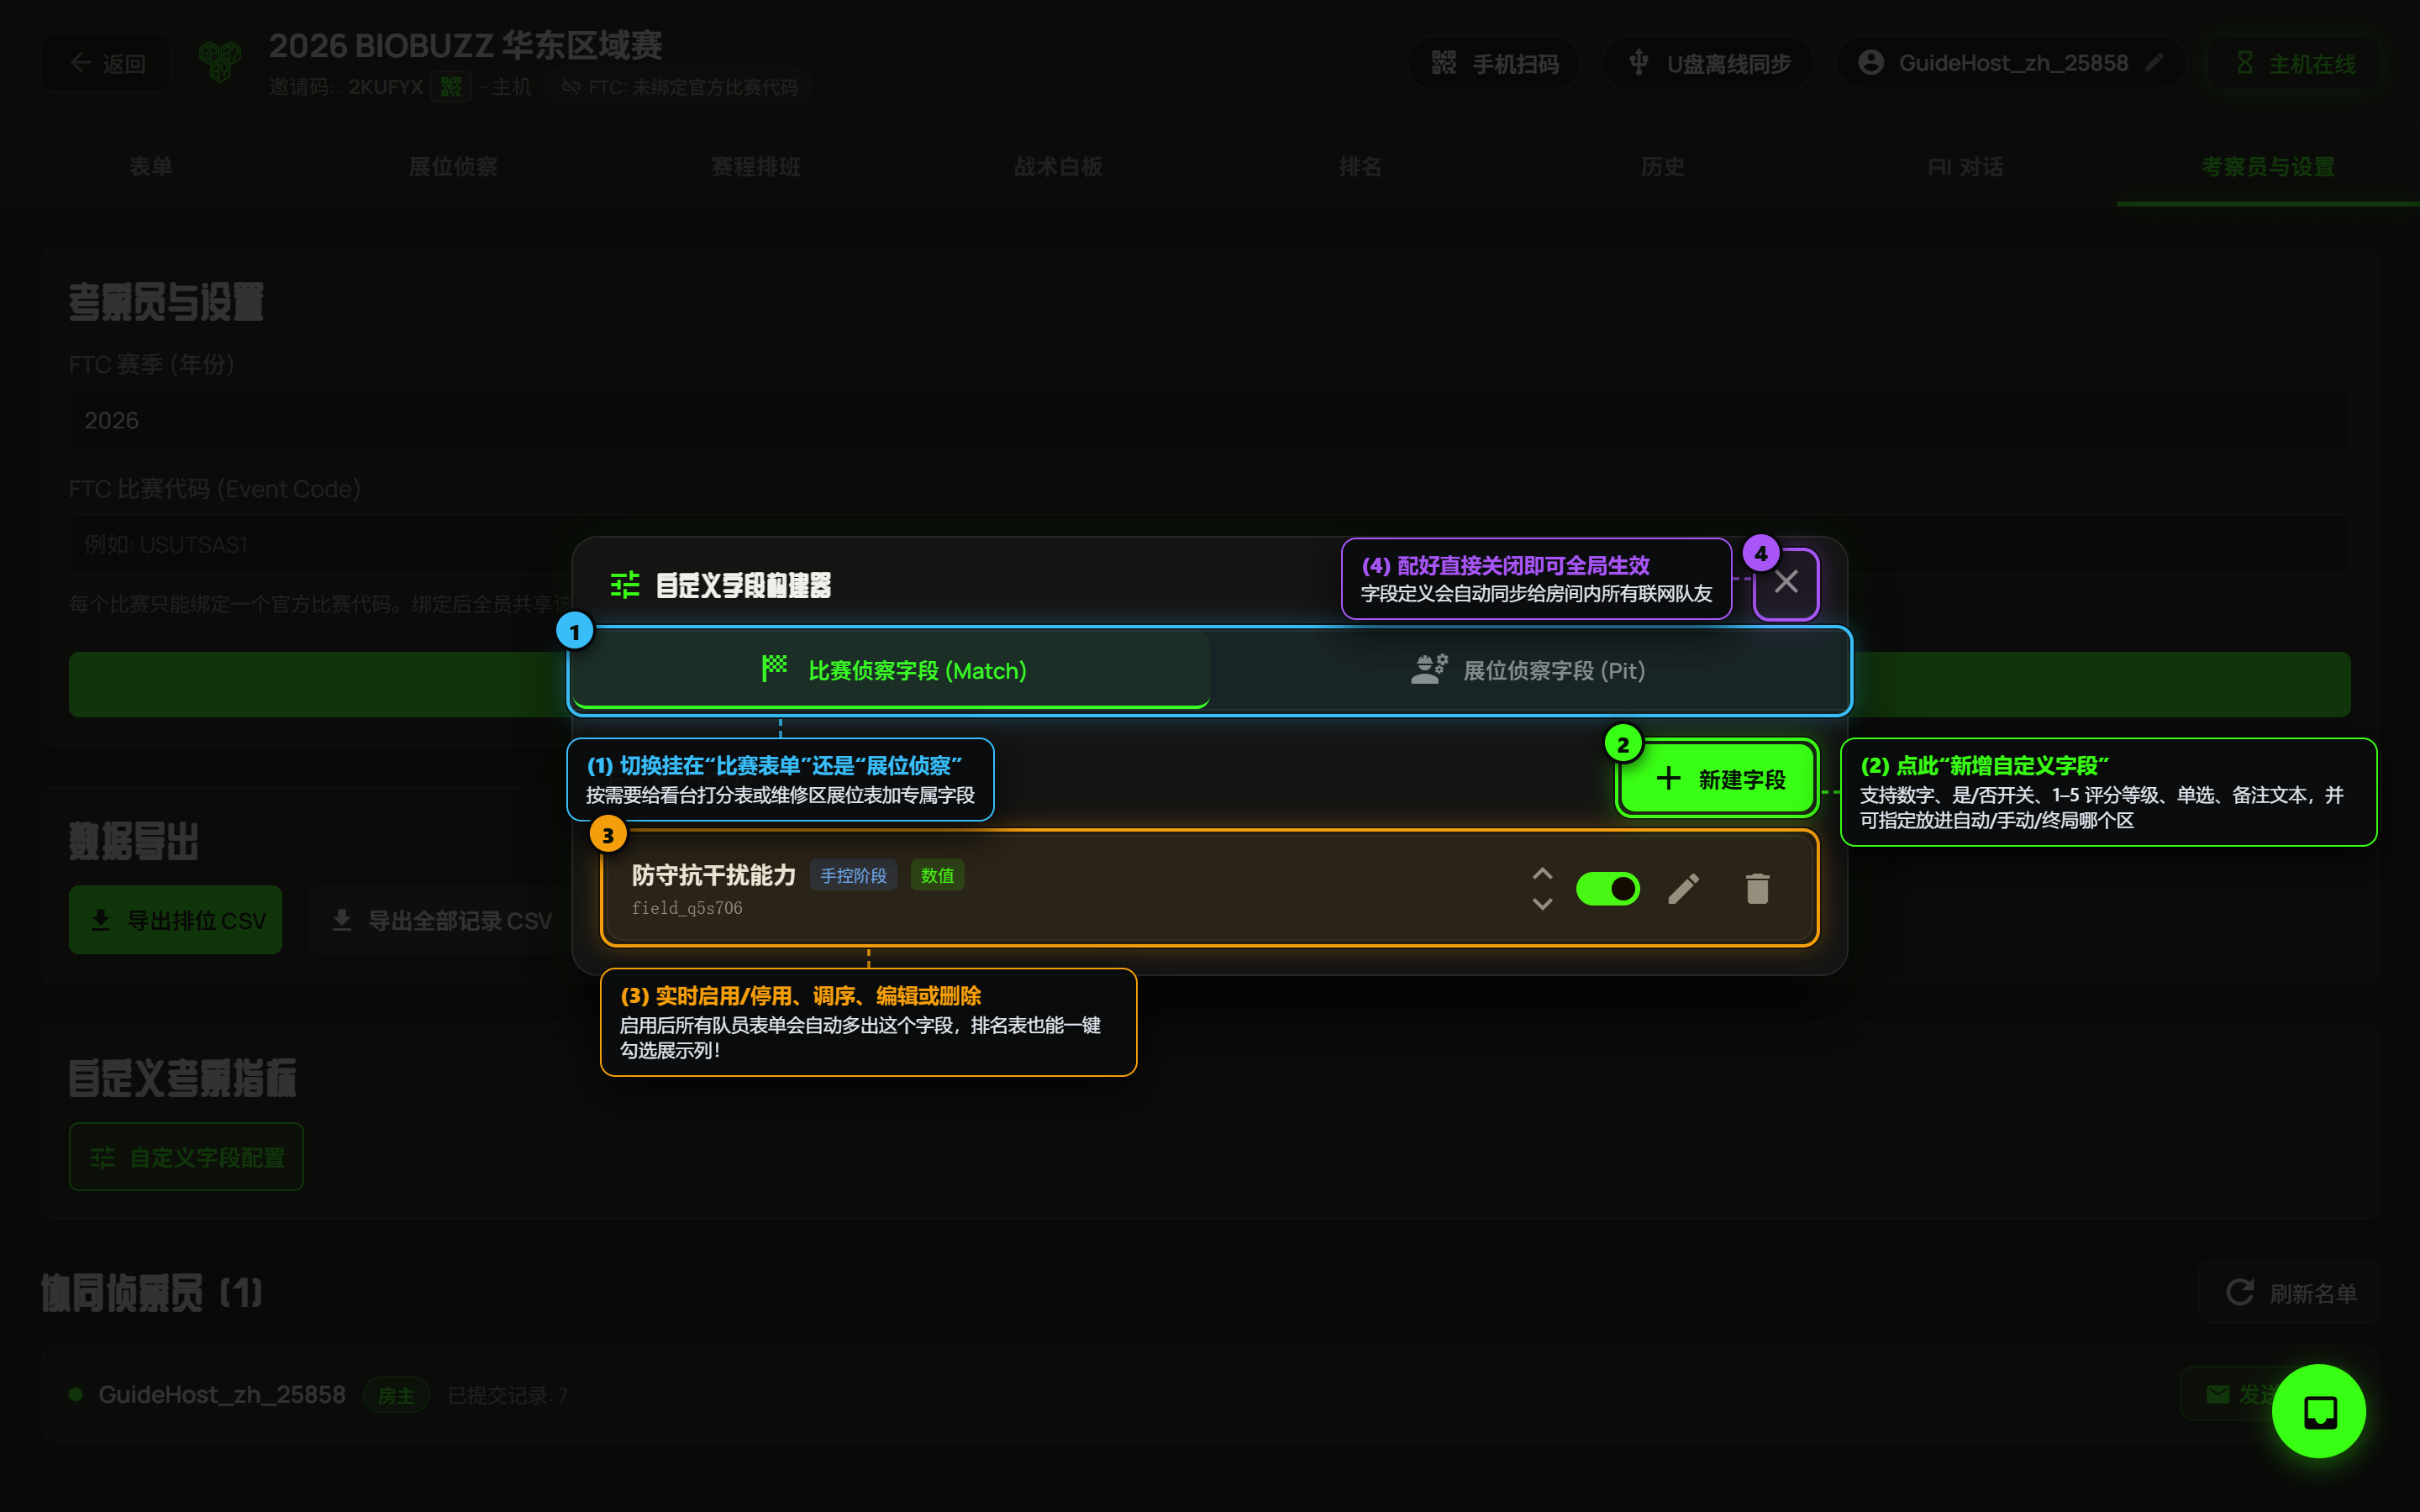 返回
2026 BIOBUZZ 华东区域赛
邀请码:: 2KUFYX - 主机 FTC: 未绑定官方比赛代码
手机扫码
U盘离线同步
GuideHost_zh_25858
主机在线
表单
展位侦察
赛程排班
战术白板
排名
历史
AI 对话
考察员与设置
考察员与设置
FTC 赛季 (年份)
2026
FTC 比赛代码 (Event Code)
例如: USUTSAS1
每个比赛只能绑定一个官方比赛代码。绑定后全员共享该
自定义字段构建器
(4) 配好直接关闭即可全局生效
字段定义会自动同步给房间内所有联网队友
4
1
比赛侦察字段 (Match)
展位侦察字段 (Pit)
(1) 切换挂在“比赛表单”还是“展位侦察”
按需要给看台打分表或维修区展位表加专属字段
2
新建字段
(2) 点此“新增自定义字段”
支持数字、是/否开关、1–5 评分等级、单选、备注文本，并
可指定放进自动/手动/终局哪个区
3
防守抗干扰能力 手控阶段 数值
field_q5s706
(3) 实时启用/停用、调序、编辑或删除
启用后所有队员表单会自动多出这个字段，排名表也能一键
勾选展示列！
数据导出
导出排位 CSV
导出全部记录 CSV
自定义考察指标
自定义字段配置
协同侦察员 (1)
刷新名单
GuideHost_zh_25858 房主 已提交记录: 7
发送